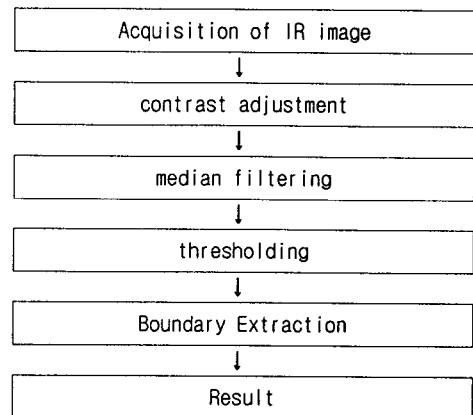 Acquisition of IR image
contrast adjustment
median filtering
thresholding
Boundary Extraction
Result